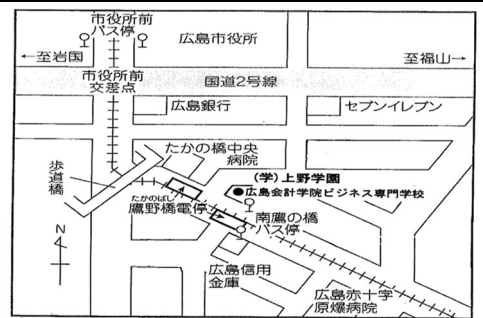 市役所前
バス停
広島市役所
←至岩国
至福山→
市役所前
交差点
国道2号線
広島銀行
セブンイレブン
たかの橋中央
病院
歩道橋
(学)上野学園
●広島会計学院ビジネス専門学校
たかのばし
鷹野橋電停
南鷹の橋
バス停
N
広島信用
金庫
広島赤十字
原爆病院